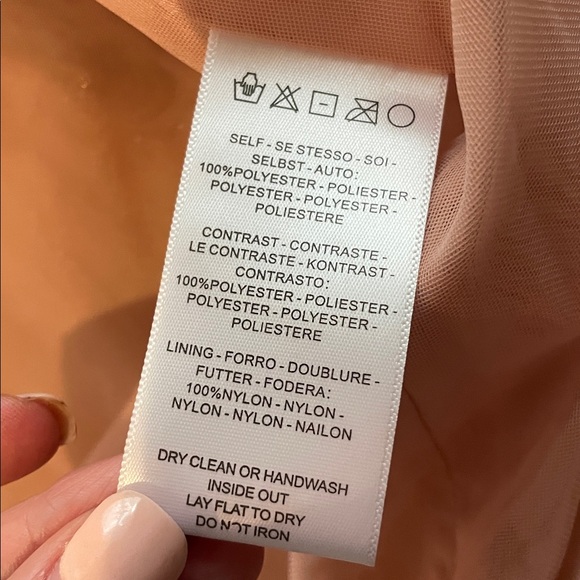 SELF - SE STESSO - SOI -
SELBST - AUTO:
100%POLYESTER - POLIESTER -
POLYESTER - POLYESTER -
POLIESTERE
CONTRAST - CONTRASTE -
LE CONTRASTE - KONTRAST -
CONTRASTO:
100%POLYESTER - POLIESTER -
POLYESTER - POLYESTER -
POLIESTERE
LINING - FORRO - DOUBLURE -
FUTTER - FODERA:
100%NYLON - NYLON -
NYLON - NYLON - NAILON
DRY CLEAN OR HANDWASH
INSIDE OUT
LAY FLAT TO DRY
DO NOT IRON